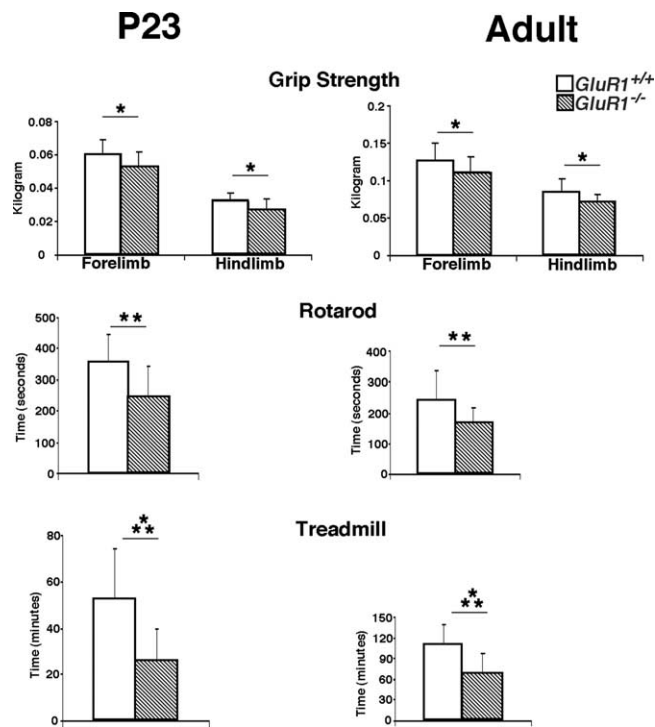 P23
Adult
Grip Strength
GluR1+/+
GluR1-/-
Kilogram
0.08
0.06
0.04
0.02
0
*
*
Forelimb
Hindlimb
Kilogram
0.2
0.15
0.1
0.05
0
*
*
Forelimb
Hindlimb
Rotarod
Time (seconds)
500
400
300
200
100
0
**
Time (seconds)
400
300
200
100
0
**
Treadmill
Time (minutes)
80
60
40
20
0
*
**
Time (minutes)
150
120
90
60
30
0
*
**